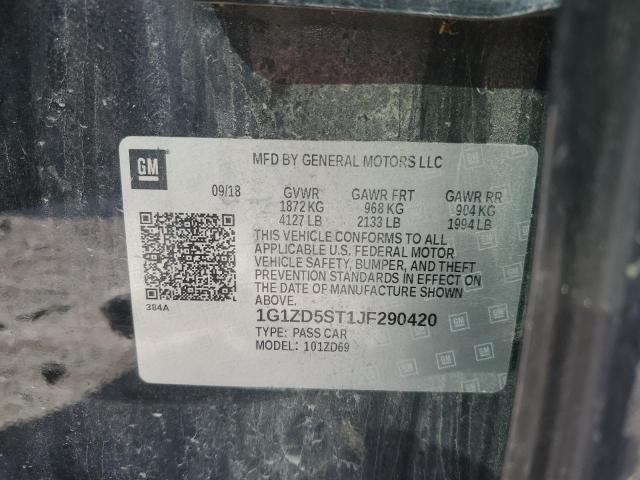 GM
MFD BY GENERAL MOTORS LLC
09/18 GVWR GAWR FRT GAWR RR
1872 KG 968 KG 904 KG
4127 LB 2133 LB 1994 LB
THIS VEHICLE CONFORMS TO ALL
APPLICABLE U.S. FEDERAL MOTOR
VEHICLE SAFETY, BUMPER, AND THEFT
PREVENTION STANDARDS IN EFFECT ON
THE DATE OF MANUFACTURE SHOWN
ABOVE.
384A
1G1ZD5ST1JF290420
TYPE: PASS CAR
MODEL: 101ZD69